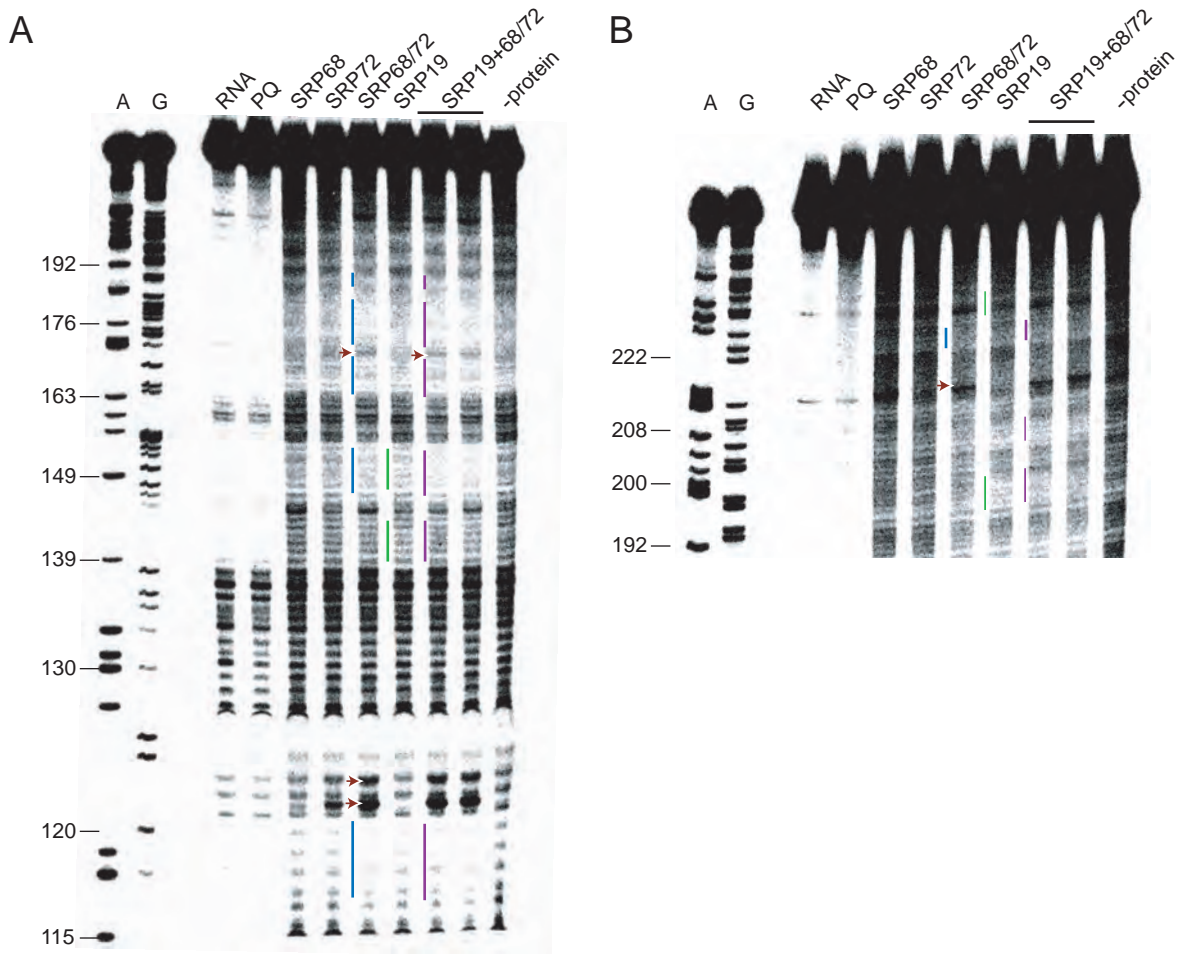 A
B
A
G
RNA
PQ
SRP68
SRP72
SRP68/72
SRP19
SRP19+68/72
-protein
192
176
163
149
139
130
120
115
A
G
RNA
PQ
SRP68
SRP72
SRP68/72
SRP19
SRP19+68/72
-protein
222
208
200
192